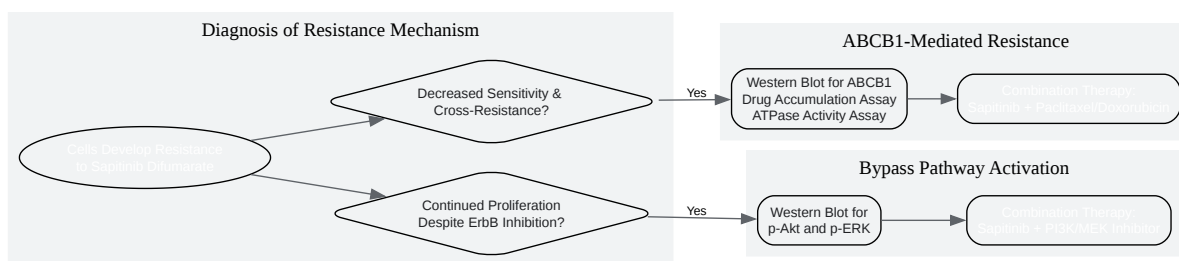 Diagnosis of Resistance Mechanism
ABCB1-Mediated Resistance
Decreased Sensitivity &
Cross-Resistance?
Yes
Western Blot for ABCB1
Drug Accumulation Assay
ATPase Activity Assay
Combination Therapy:
Sapitinib + Paclitaxel/Doxorubicin
Cells Develop Resistance
to Sapitinib Difumarate
Bypass Pathway Activation
Continued Proliferation
Despite ErbB Inhibition?
Yes
Western Blot for
p-Akt and p-ERK
Combination Therapy:
Sapitinib + PI3K/MEK Inhibitor